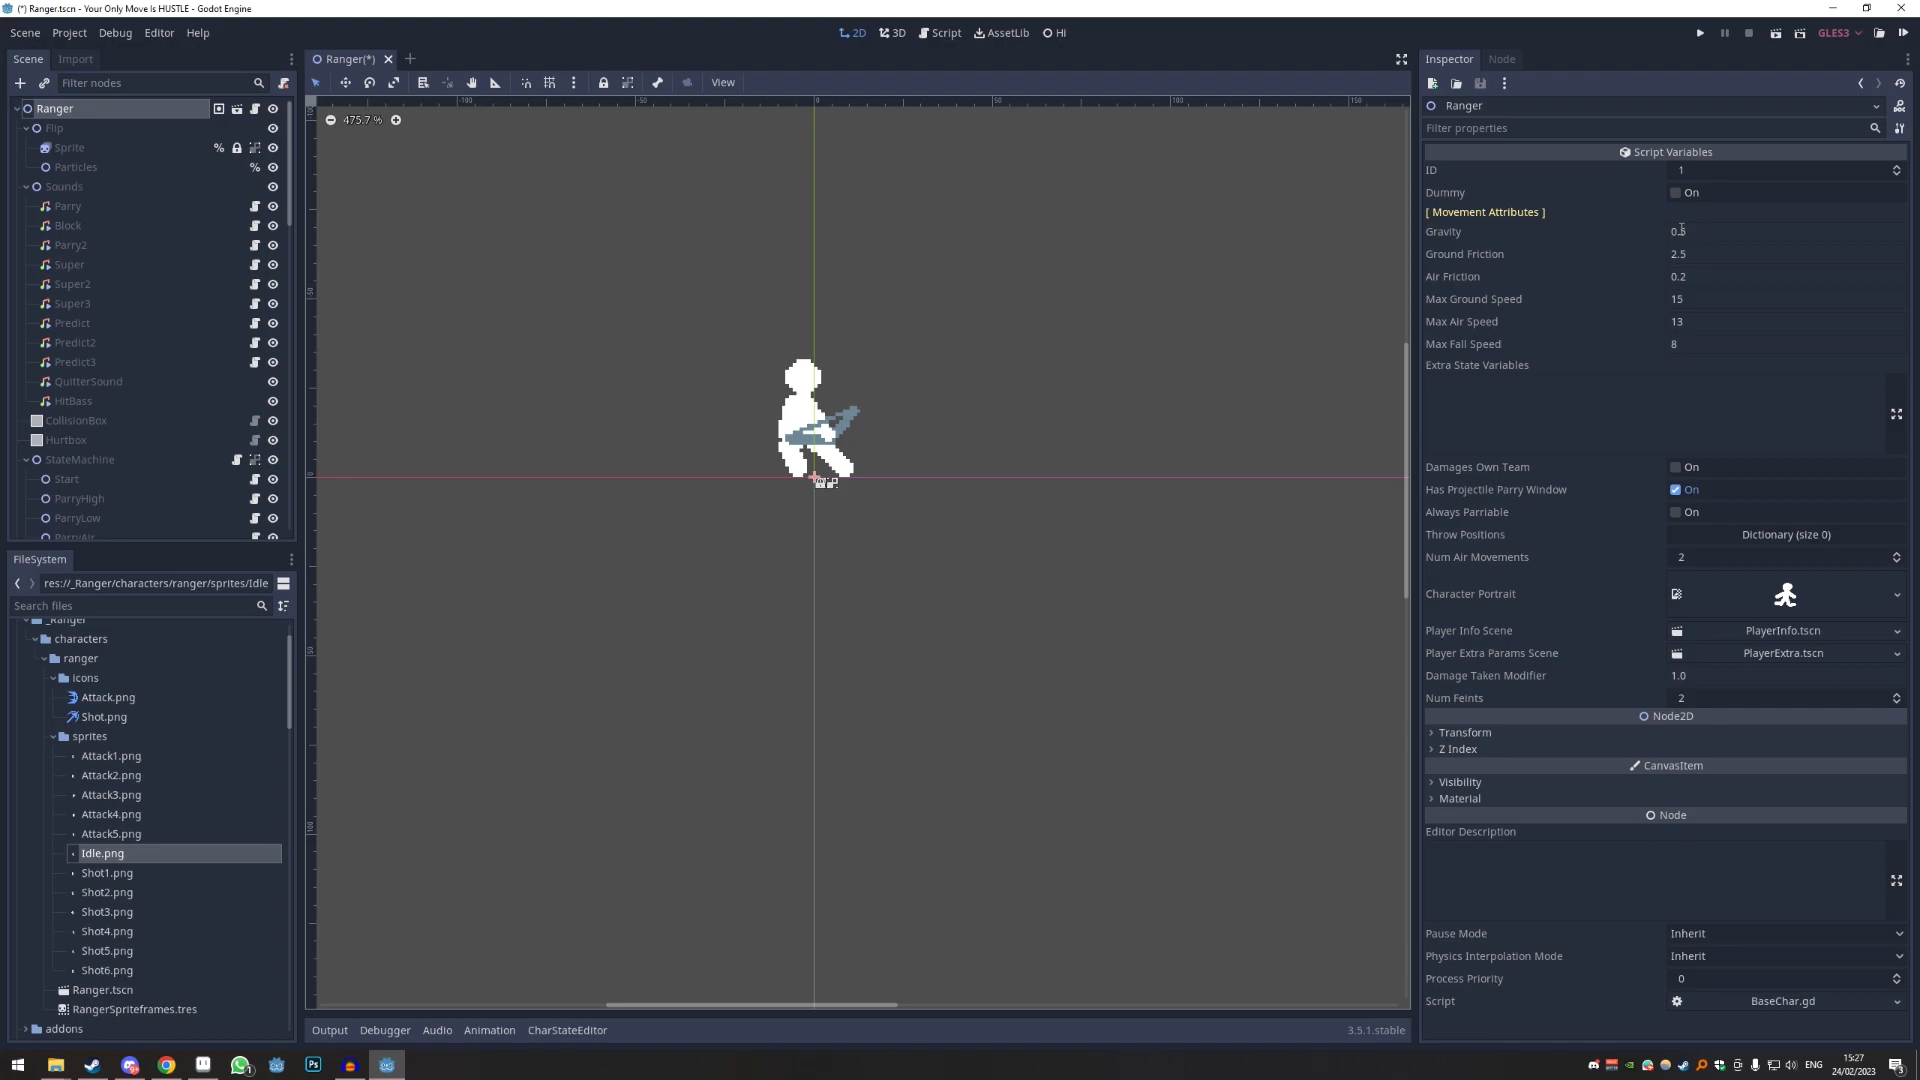 (*) Ranger.tscn - Your Only Move Is HUSTLE - Godot Engine
Scene Project Debug Editor Help
2D 3D Script AssetLib Hi
GLES3
Scene Import
Filter nodes
Ranger
Flip
Sprite
Particles
Sounds
Parry
Block
Parry2
Super
Super2
Super3
Predict
Predict2
Predict3
QuitterSound
HitBass
CollisionBox
Hurtbox
StateMachine
Start
ParryHigh
ParryLow
ParryAir
FileSystem
res://_Ranger/characters/ranger/sprites/Idle
Search files
_Ranger
characters
ranger
icons
Attack.png
Shot.png
sprites
Attack1.png
Attack2.png
Attack3.png
Attack4.png
Attack5.png
Idle.png
Shot1.png
Shot2.png
Shot3.png
Shot4.png
Shot5.png
Shot6.png
Ranger.tscn
RangerSpriteframes.tres
addons
Ranger(*)
View
-100 -50 0 50 100 150
475.7 %
Output Debugger Audio Animation CharStateEditor 3.5.1.stable
Inspector Node
Ranger
Filter properties
Script Variables
ID 1
Dummy On
[ Movement Attributes ]
Gravity 0.5
Ground Friction 2.5
Air Friction 0.2
Max Ground Speed 15
Max Air Speed 13
Max Fall Speed 8
Extra State Variables
Damages Own Team On
Has Projectile Parry Window On
Always Parriable On
Throw Positions Dictionary (size 0)
Num Air Movements 2
Character Portrait
Player Info Scene PlayerInfo.tscn
Player Extra Params Scene PlayerExtra.tscn
Damage Taken Modifier 1.0
Num Feints 2
Node2D
Transform
Z Index
CanvasItem
Visibility
Material
Node
Editor Description
Pause Mode Inherit
Physics Interpolation Mode Inherit
Process Priority 0
Script BaseChar.gd
ENG
15:27
24/02/2023